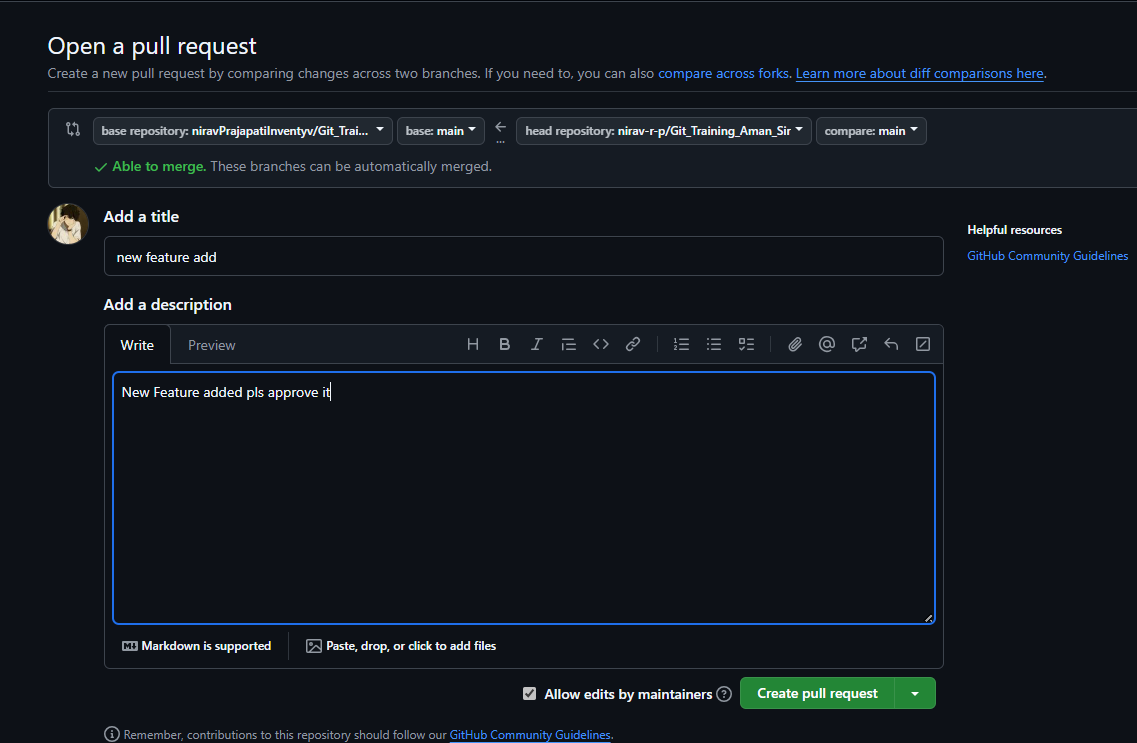 Open a pull request
Create a new pull request by comparing changes across two branches. If you need to, you can also compare across forks. Learn more about diff comparisons here.
base repository: niravPrajapatiInventyv/Git_Trai... base: main ← ... head repository: nirav-r-p/Git_Training_Aman_Sir compare: main
Able to merge. These branches can be automatically merged.
Add a title
Helpful resources
new feature add
GitHub Community Guidelines
Add a description
Write Preview
New Feature added pls approve it
Markdown is supported Paste, drop, or click to add files
Allow edits by maintainers Create pull request
Remember, contributions to this repository should follow our GitHub Community Guidelines.